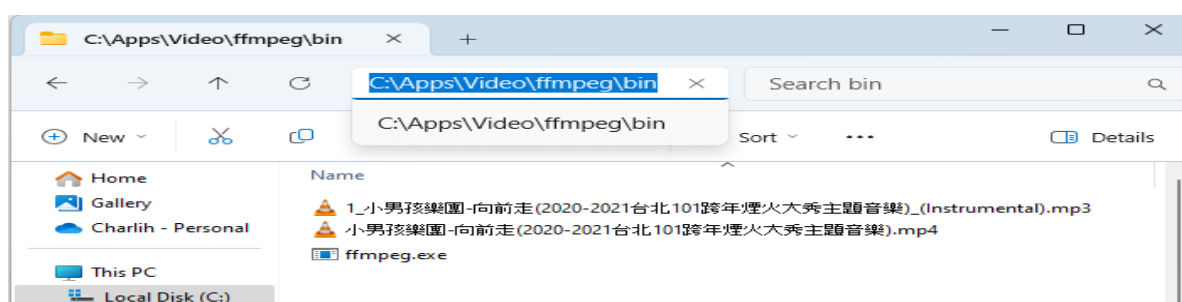 C:\Apps\Video\ffmpeg\bin
C:\Apps\Video\ffmpeg\bin
Search bin
C:\Apps\Video\ffmpeg\bin
New
Sort
Details
Home
Gallery
Charlih - Personal
This PC
Local Disk (C:)
Name
1_小男孩樂團-向前走(2020-2021台北101跨年煙火大秀主題音樂)_(Instrumental).mp3
小男孩樂團-向前走(2020-2021台北101跨年煙火大秀主題音樂).mp4
ffmpeg.exe